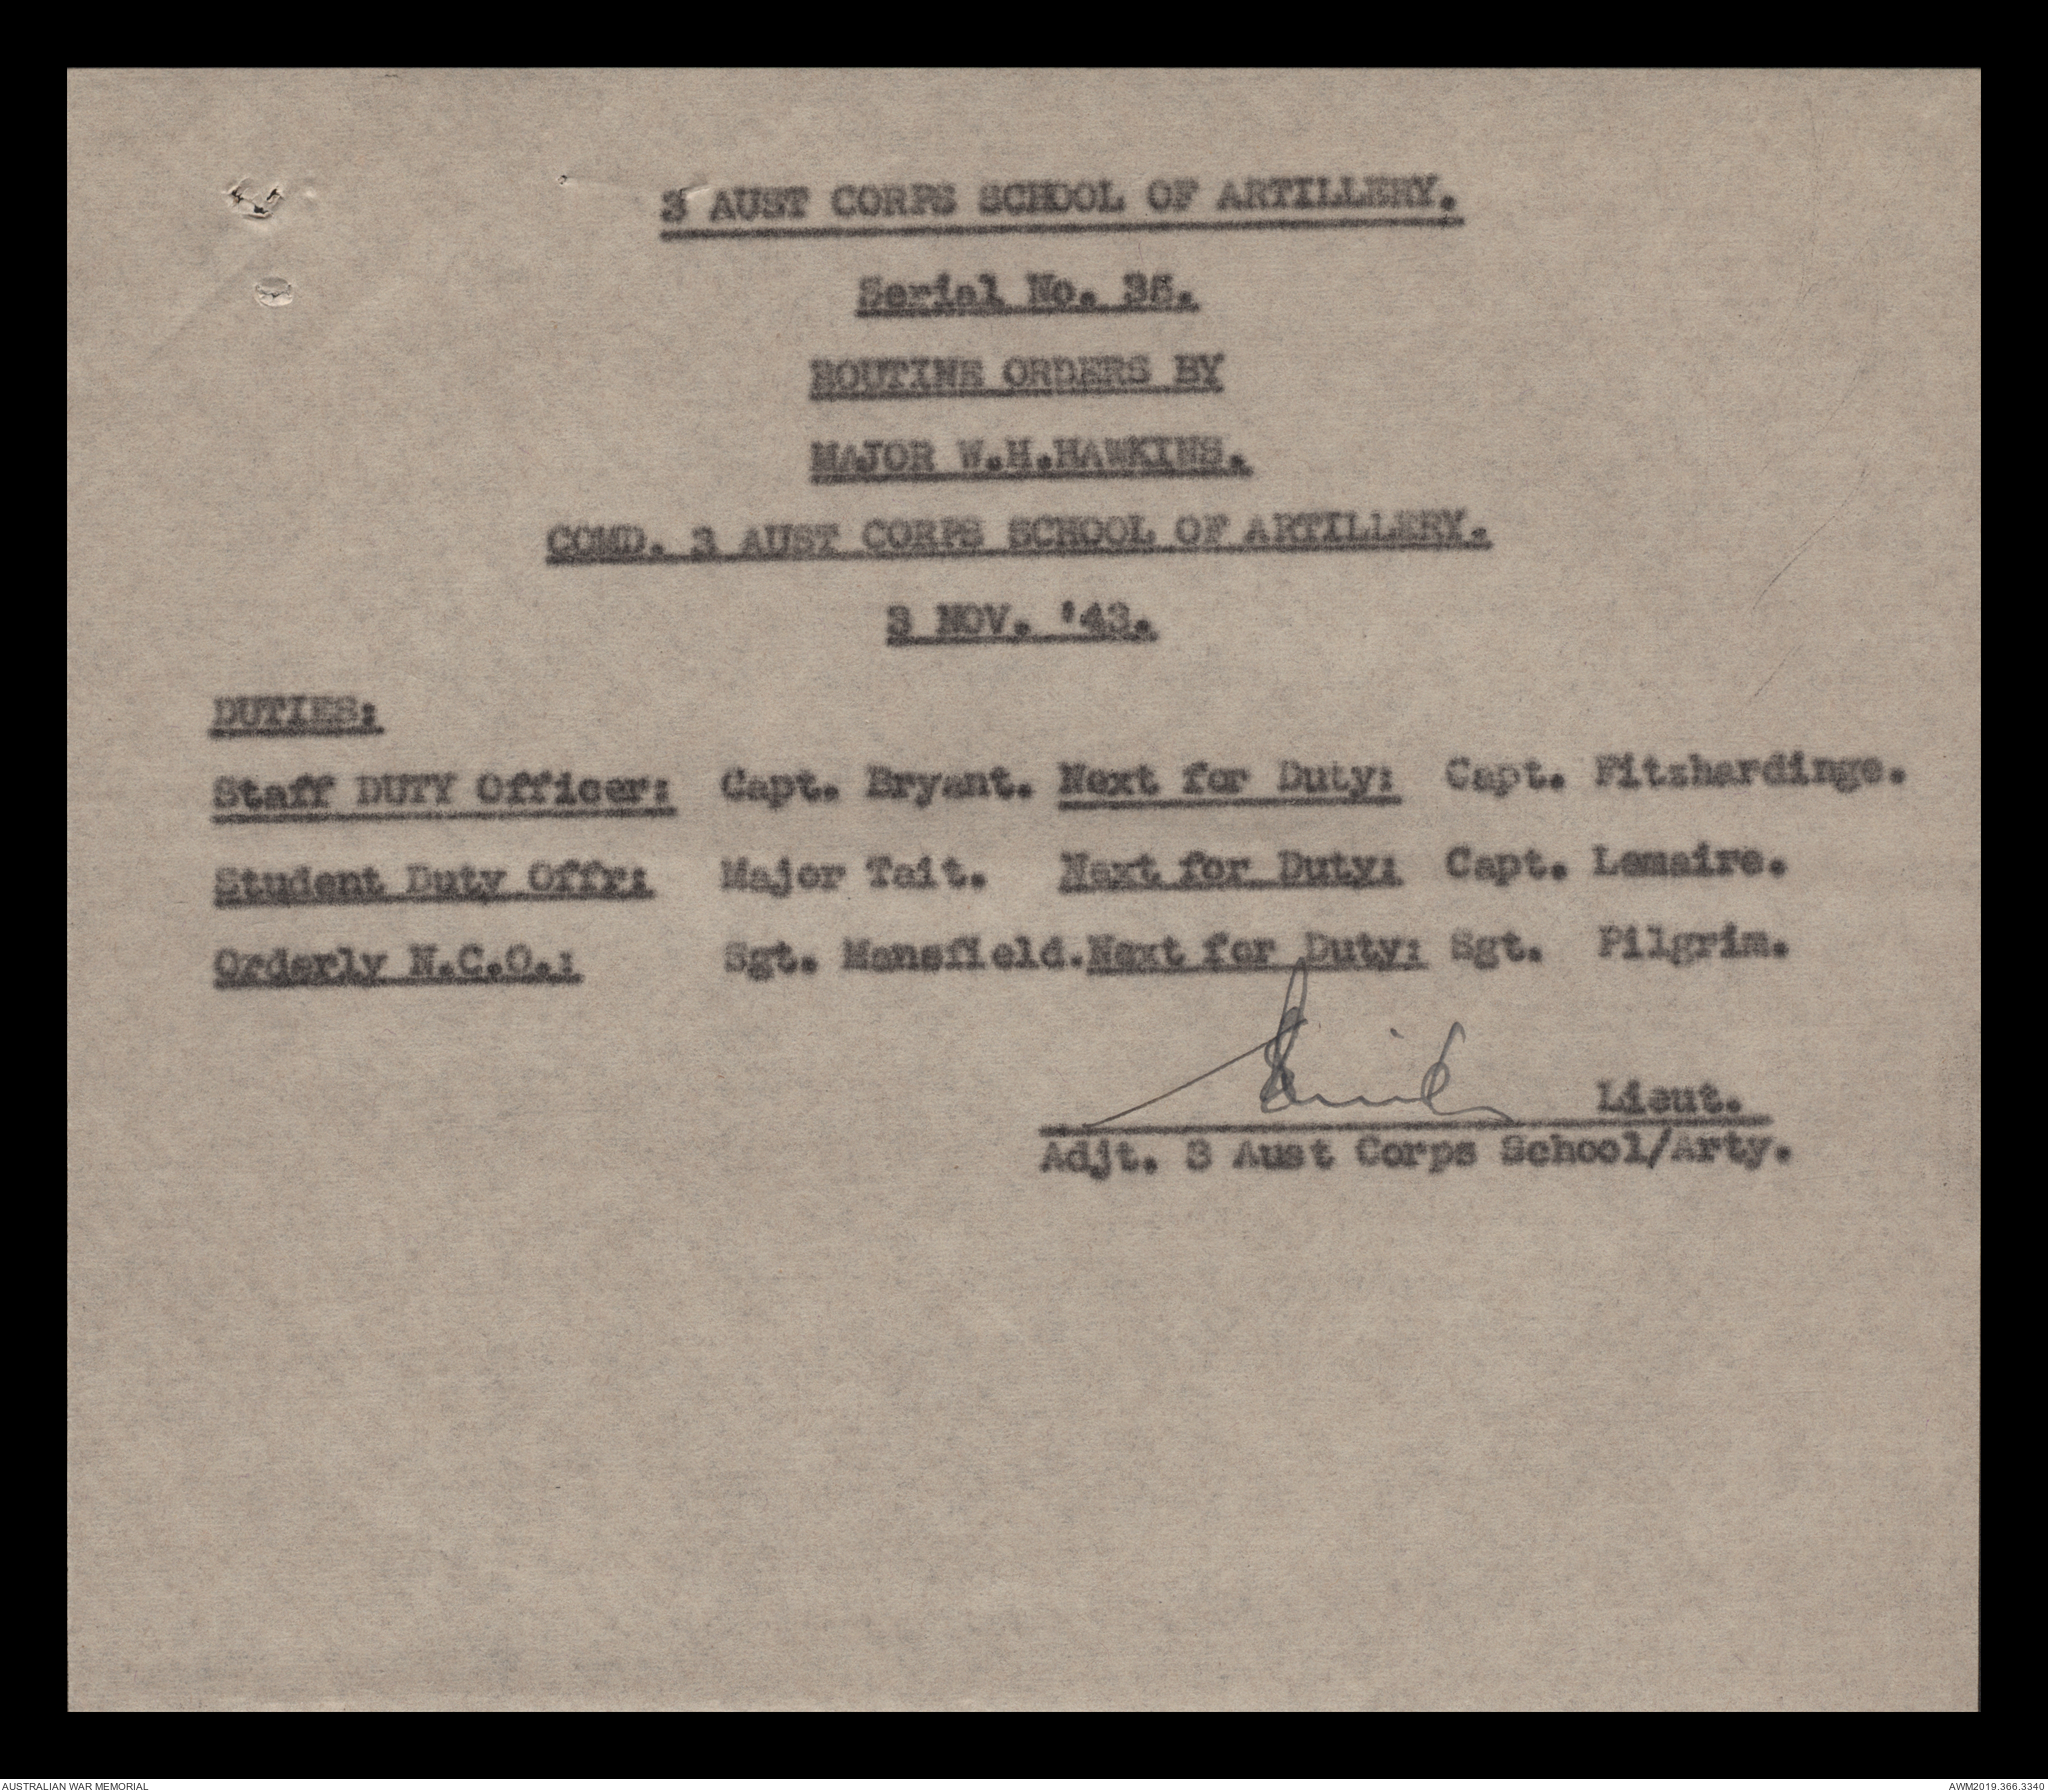 3 AUST CORPS SCHOOL OF ARTILLERY.
Serial No. 35.
ROUTINE ORDERS BY
MAJOR W.H.HAWKINS.
COMD. 3 AUST CORPS SCHOOL OF ARTILLERY.
3 NOV. '43.
DUTIES:
Staff DUTY Officer: Capt. Bryant. Next for Duty: Capt. Fitzhardinge.
Student Duty Offr: Major Tait. Next for Duty: Capt. Lemaire.
Orderly N.C.O.: Sgt. Mansfield. Next for Duty: Sgt. Pilgrim.
Lieut.
Adjt. 3 Aust Corps School/Arty.
AUSTRALIAN WAR MEMORIAL
AWM2019.366.3340